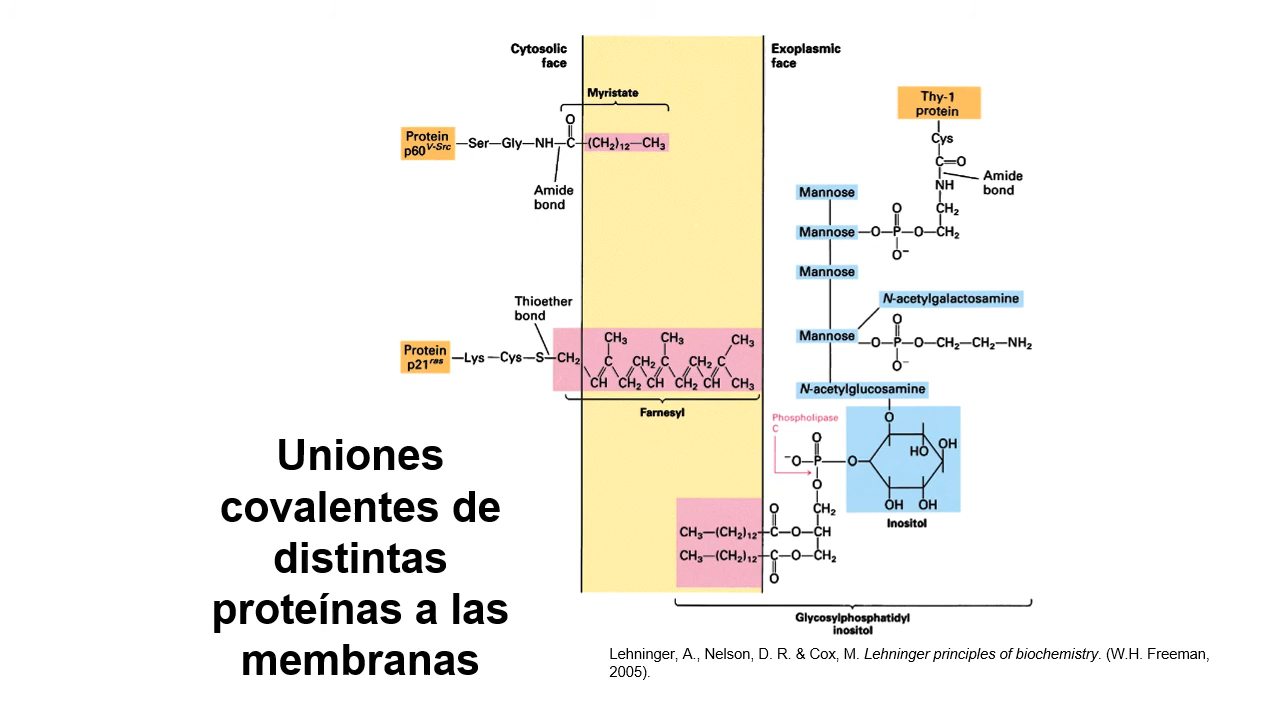 Cytosolic
face
Exoplasmic
face
Myristate
Protein
p60V-Src
—Ser—Gly—NH—C—(CH2)12—CH3
O
Amide
bond
Thy-1
protein
Cys
C=O
NH
Amide
bond
CH2
Mannose
O
Mannose—O—P—O—CH2
O−
Mannose
N-acetylgalactosamine
O
Mannose—O—P—O—CH2—CH2—NH2
O−
N-acetylglucosamine
Thioether
bond
Protein
p21ras
—Lys—Cys—S—CH2
CH3 CH3 CH3
C CH2 C CH2 C
CH CH2 CH CH2 CH CH3
Farnesyl
Phospholipase
C
O
O
−O—P—O
HO OH
O
OH OH
Inositol
CH2
O
CH3—(CH2)12—C—O—CH
CH3—(CH2)12—C—O—CH2
O
Glycosylphosphatidyl
inositol
Uniones
covalentes de
distintas
proteínas a las
membranas
Lehninger, A., Nelson, D. R. & Cox, M. Lehninger principles of biochemistry. (W.H. Freeman,
2005).